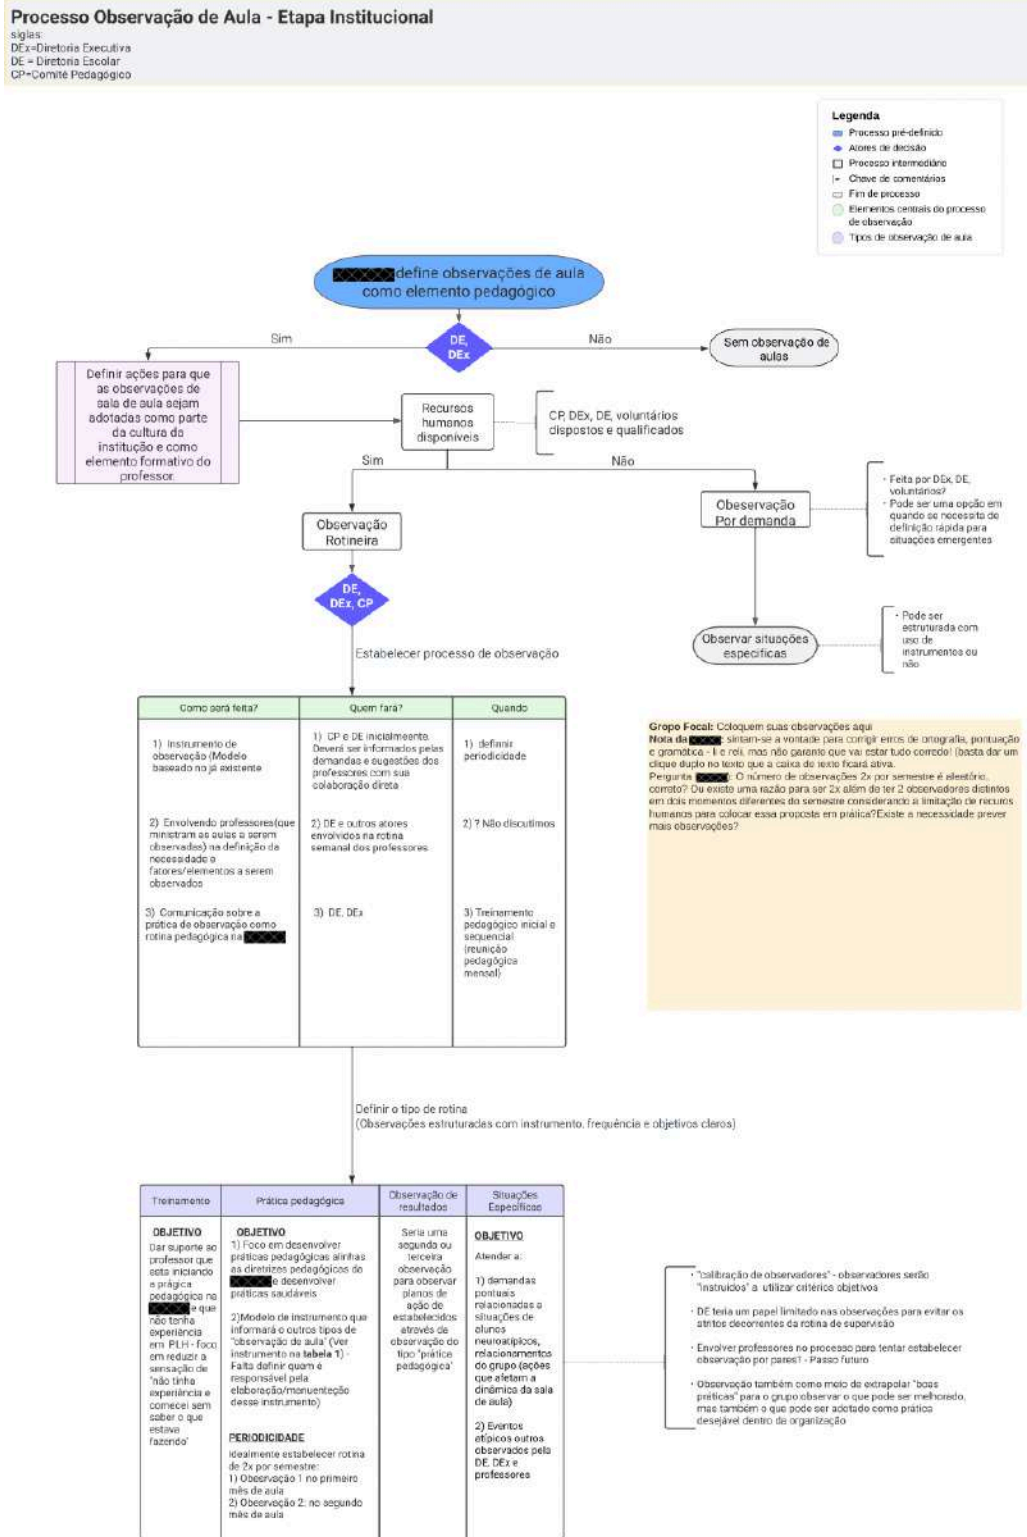 Processo Observação de Aula - Etapa Institucional
siglas:
DEx=Diretoria Executiva
DE = Diretoria Escolar
CP=Comitê Pedagógico
Legenda
Processo pré-definido
Atores de decisão
Processo intermediário
Chave de comentários
Fim de processo
Elementos centrais do processo
de observação
Tipos de observação de aula
define observações de aula
como elemento pedagógico
DE,
DEx
Sim
Não
Sem observação de
aulas
Definir ações para que
as observações de
sala de aula sejam
adotadas como parte
da cultura da
instituição e como
elemento formativo do
professor.
Recursos
humanos
disponíveis
CP, DEx, DE, voluntários
dispostos e qualificados
Sim
Não
Observação
Rotineira
Obeservação
Por demanda
· Feita por DEx, DE,
voluntários?
· Pode ser uma opção em
quando se necessita de
definição rápida para
situações emergentes
DE,
DEx, CP
Observar situações
específicas
· Pode ser
estruturada com
uso de
instrumentos ou
não
Estabelecer processo de observação
Como será feita?
1) Instrumento de
observação (Modelo
baseado no já existente
2) Envolvendo professores(que
ministram as aulas a serem
observadas) na definição da
necessidade e
fatores/elementos a serem
observados
3) Comunicação sobre a
prática de observação como
rotina pedagógica na
Quem fará?
1) CP e DE inicialmeente.
Deverá ser informados pelas
demandas e sugestões dos
professores com sua
colaboração direta
2) DE e outros atores
envolvidos na rotina
semanal dos professores
3) DE, DEx
Quando
1) definnir
periodicidade
2) ? Não discutimos
3) Treinamento
pedagógico inicial e
sequencial
(reunição
pedagógica
mensal)
Gropo Focal: Coloquem suas observações aqui
Nota da : sintam-se a vontade para corrigir erros de ortografia, pontuação
e gramática - li e reli, mas não garanto que vai estar tudo correto! (basta dar um
clique duplo no texto que a caixa de texto ficará ativa.
Pergunta : O número de observações 2x por semestre é aleatório,
correto? Ou existe uma razão para ser 2x além de ter 2 observadores distintos
em dois momentos diferentes do semestre considerando a limitação de recuros
humanos para colocar essa proposta em prática?Existe a necessidade prever
mais observações?
Definir o tipo de rotina
(Observações estruturadas com instrumento, frequência e objetivos claros)
Treinamento
OBJETIVO
Dar suporte ao
professor que
esta iniciando
a prágica
pedagógica na
e que
não tenha
experiência
em PLH - foco
em reduzir a
sensação de
"não tinha
experiência e
comecei sem
saber o que
estava
fazendo"
Prática pedagógica
OBJETIVO
1) Foco em desenvolver
práticas pedagógicas alinhas
as diretrizes pedagógicas do
e desenvolver
práticas saudáveis
2)Modelo de instrumento que
informará o outros tipos de
"observação de aula" (Ver
instrumento na tabela 1) -
Falta definir quem é
responsável pela
elaboração/manuenteção
desse instrumento)
PERIODICIDADE
Idealmente estabelecer rotina
de 2x por semestre:
1) Observação 1 no primeiro
mês de aula
2) Observação 2: no segundo
mês de aula
Observação de
resultados
Seria uma
segunda ou
terceira
observação
para observar
planos de
ação de
estabelecidos
através da
observação do
tipo "prática
pedagógica"
Situações
Específicas
OBJETIVO
Atender a:
1) demandas
pontuais
relacionadas a
situações de
alunos
neuroatípicos,
relacionamentos
do grupo (ações
que afetam a
dinâmica da sala
de aula)
2) Eventos
atípicos outros
observados pela
DE, DEx e
professores
· "calibração de observadores" - observadores serão
"instruídos" a utilizar critérios objetivos
· DE teria um papel limitado nas observações para evitar os
atritos decorrentes da rotina de supervisão
· Envolver professores no processo para tentar estabelecer
observação por pares1 - Passo futuro
· Observação também como meio de extrapolar "boas
práticas" para o grupo observar o que pode ser melhorado,
mas também o que pode ser adotado como prática
desejável dentro da organização